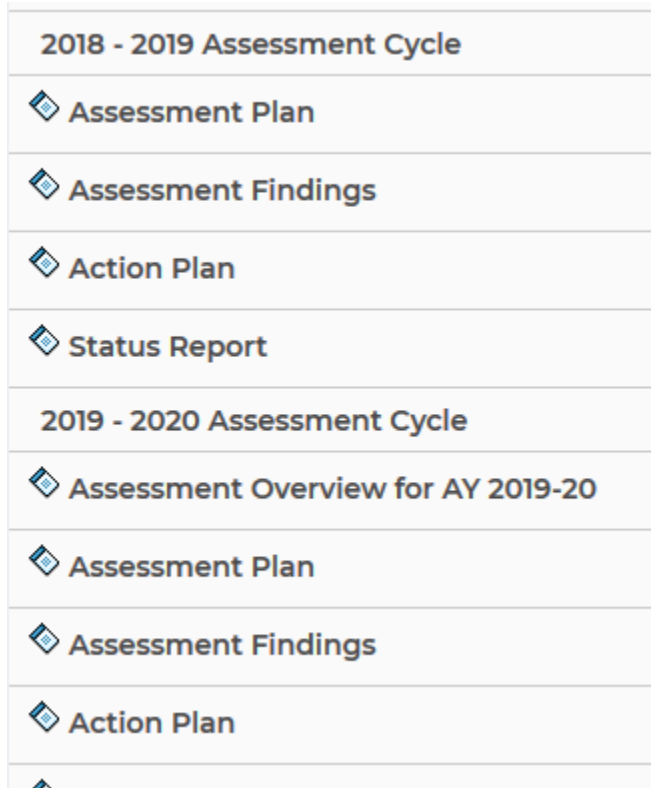 2018 - 2019 Assessment Cycle
Assessment Plan
Assessment Findings
Action Plan
Status Report
2019 - 2020 Assessment Cycle
Assessment Overview for AY 2019-20
Assessment Plan
Assessment Findings
Action Plan